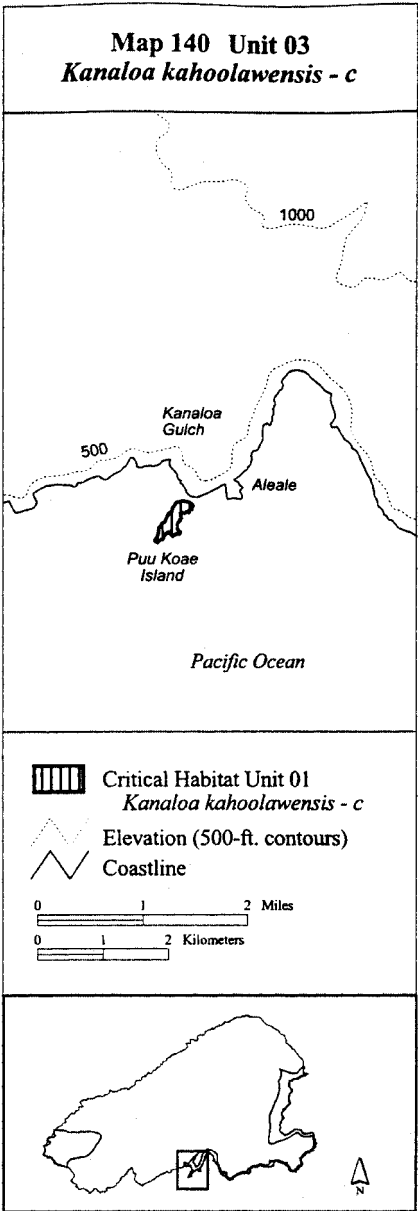 Map 140 Unit 03
Kanaloa kahoolawensis - c
1000
Kanaloa
Gulch
500
Aleale
Puu Koae
Island
Pacific Ocean
Critical Habitat Unit 01
Kanaloa kahoolawensis - c
Elevation (500-ft. contours)
Coastline
0 1 2 Miles
0 1 2 Kilometers
N